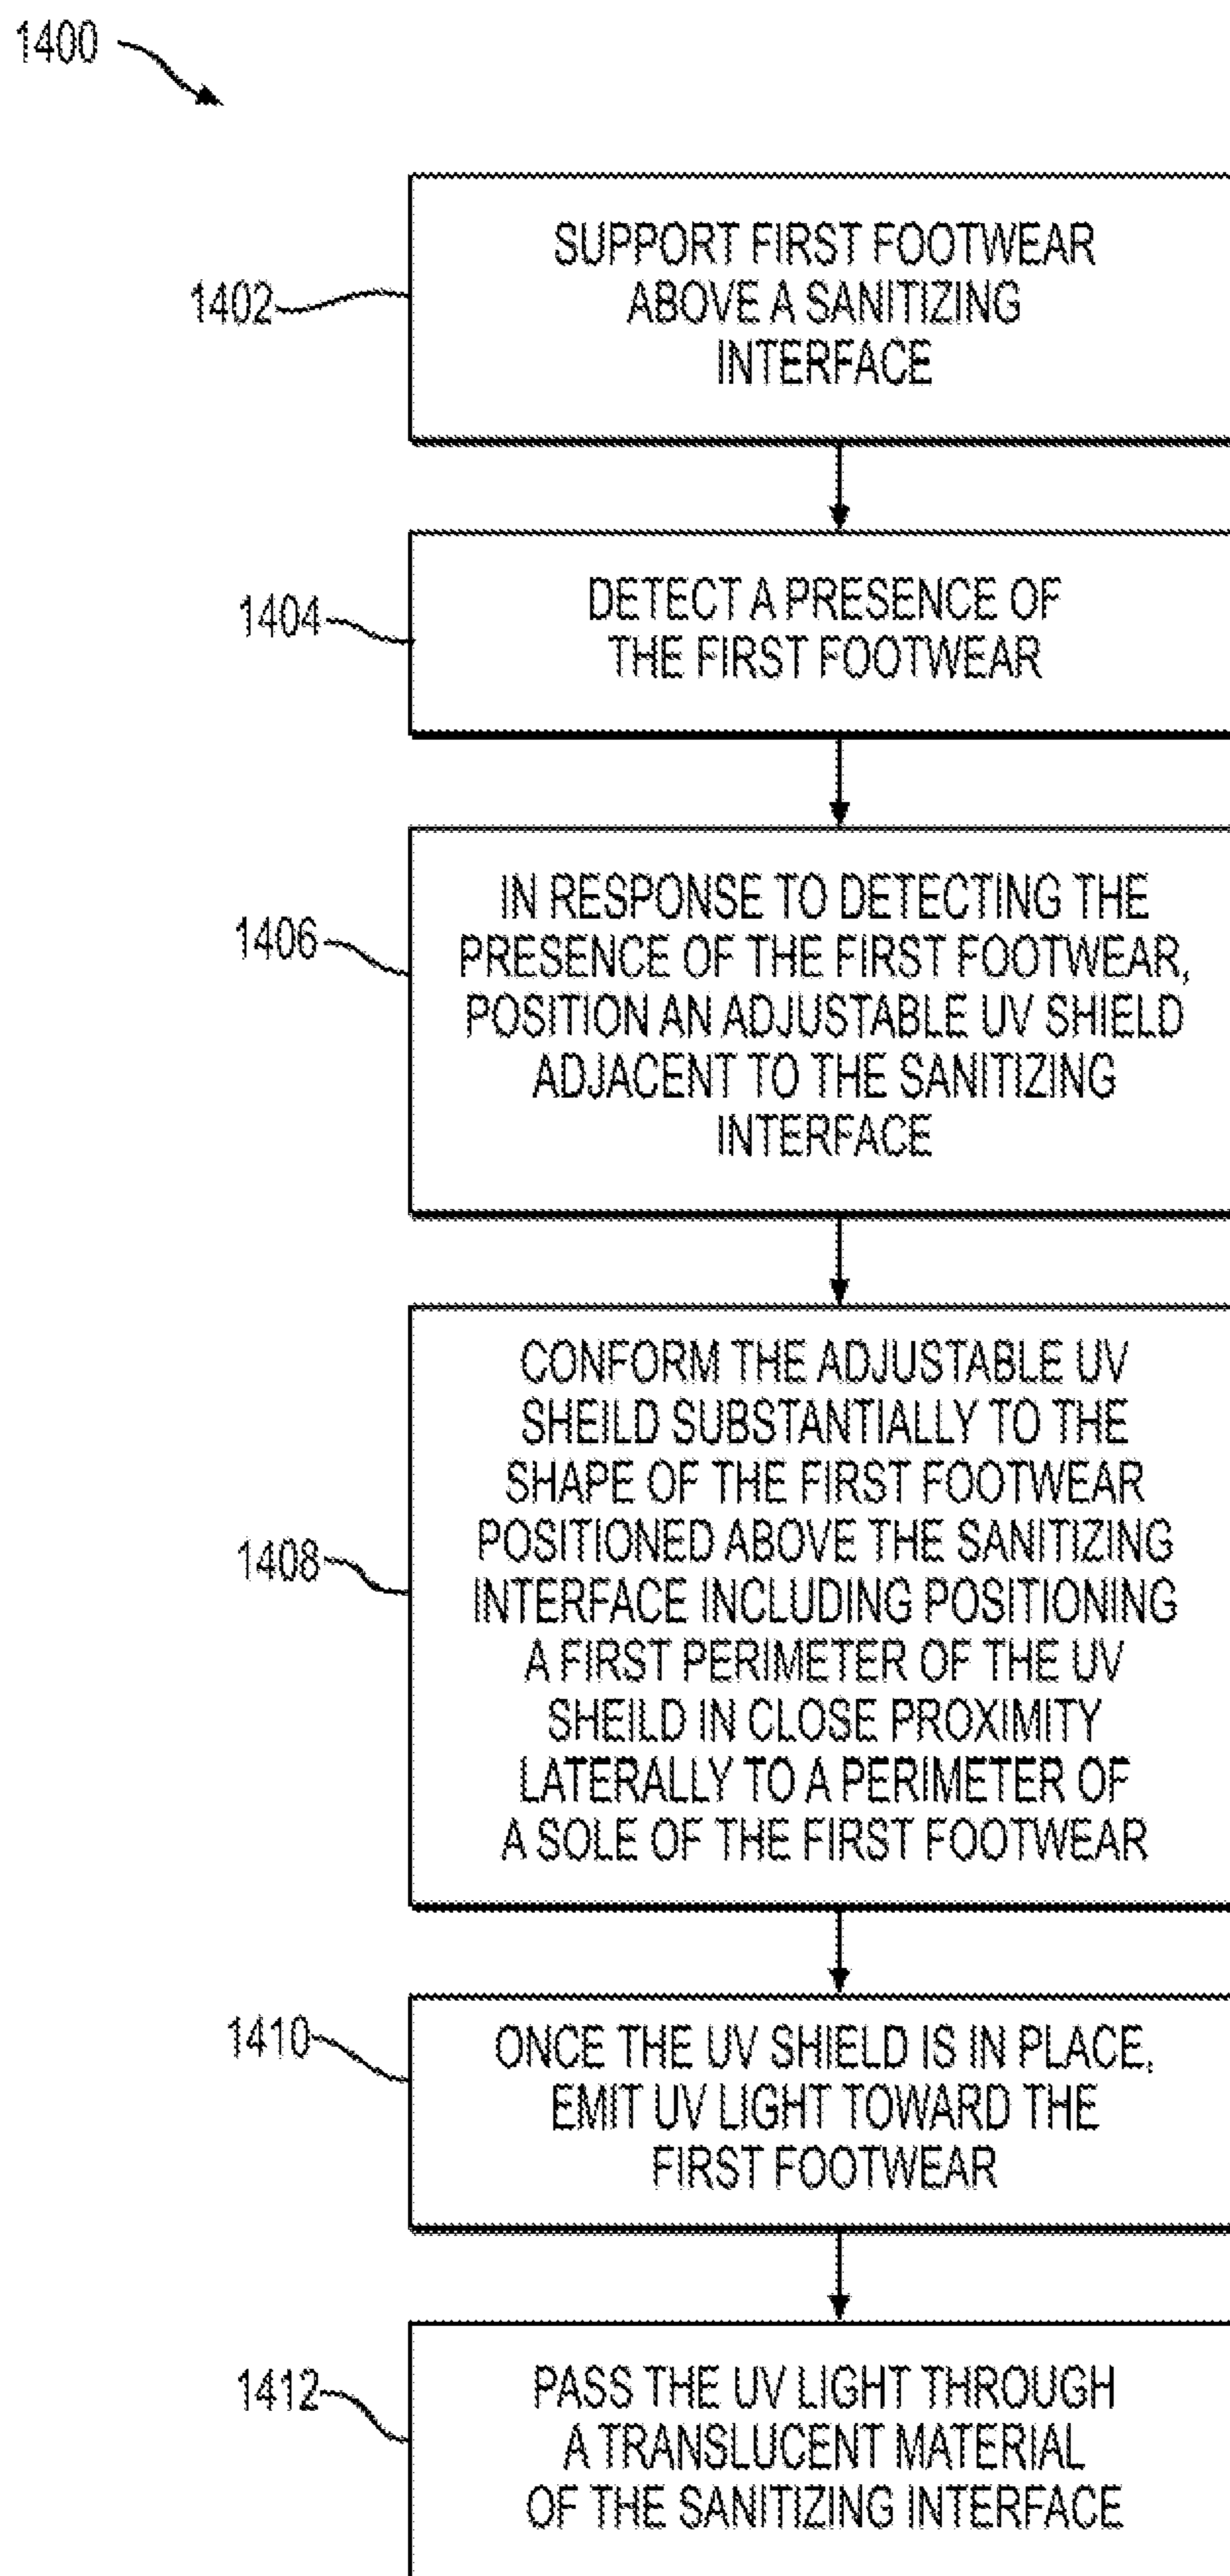 1400
1402
SUPPORT FIRST FOOTWEAR
ABOVE A SANITIZING
INTERFACE
1404
DETECT A PRESENCE OF
THE FIRST FOOTWEAR
1406
IN RESPONSE TO DETECTING THE
PRESENCE OF THE FIRST FOOTWEAR,
POSITION AN ADJUSTABLE UV SHIELD
ADJACENT TO THE SANITIZING
INTERFACE
1408
CONFORM THE ADJUSTABLE UV
SHEILD SUBSTANTIALLY TO THE
SHAPE OF THE FIRST FOOTWEAR
POSITIONED ABOVE THE SANITIZING
INTERFACE INCLUDING POSITIONING
A FIRST PERIMETER OF THE UV
SHEILD IN CLOSE PROXIMITY
LATERALLY TO A PERIMETER OF
A SOLE OF THE FIRST FOOTWEAR
1410
ONCE THE UV SHIELD IS IN PLACE,
EMIT UV LIGHT TOWARD THE
FIRST FOOTWEAR
1412
PASS THE UV LIGHT THROUGH
A TRANSLUCENT MATERIAL
OF THE SANITIZING INTERFACE